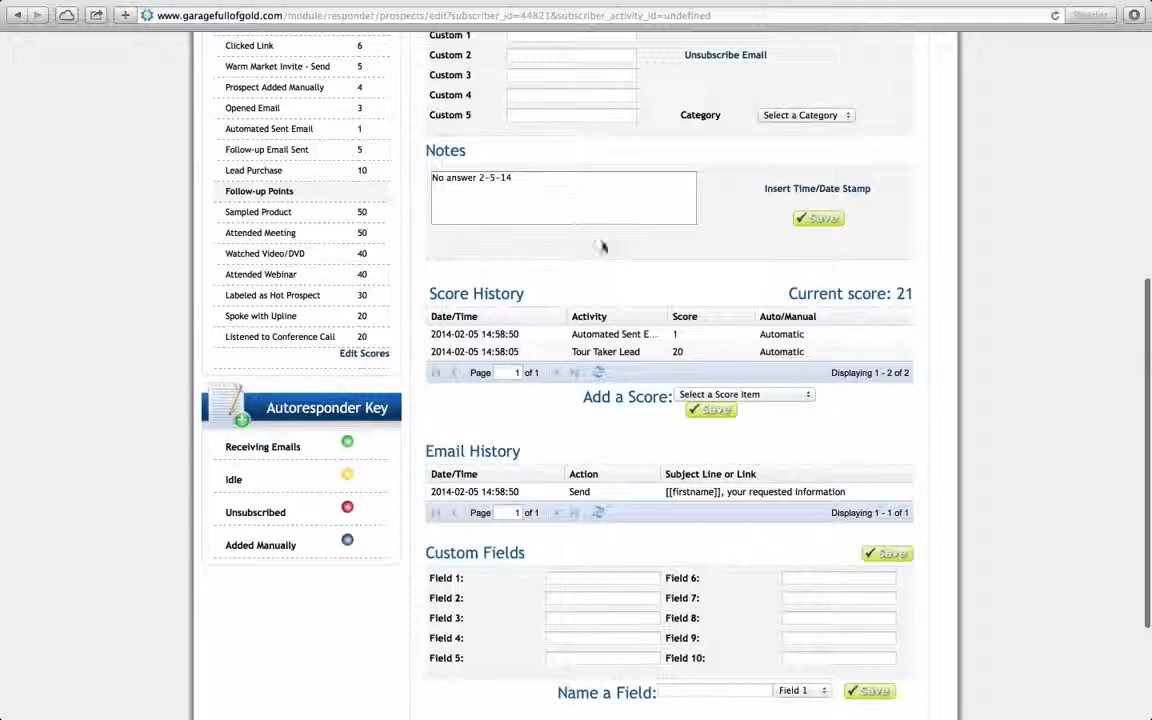 www.garagefullofgold.com/module/responder/prospects/edit?subscriber_id=44821&subscriber_activity_id=undefined
Reader
Clicked Link 6
Warm Market Invite - Send 5
Prospect Added Manually 4
Opened Email 3
Automated Sent Email 1
Follow-up Email Sent 5
Lead Purchase 10
Follow-up Points
Sampled Product 50
Attended Meeting 50
Watched Video/DVD 40
Attended Webinar 40
Labeled as Hot Prospect 30
Spoke with Upline 20
Listened to Conference Call 20
Edit Scores
Autoresponder Key
Receiving Emails
Idle
Unsubscribed
Added Manually
Custom 1
Custom 2 Unsubscribe Email
Custom 3
Custom 4
Custom 5 Category Select a Category
Notes
No answer 2-5-14
Insert Time/Date Stamp
Save
Score History Current score: 21
Date/Time Activity Score Auto/Manual
2014-02-05 14:58:50 Automated Sent E... 1 Automatic
2014-02-05 14:58:05 Tour Taker Lead 20 Automatic
Page 1 of 1 Displaying 1 - 2 of 2
Add a Score: Select a Score Item
Save
Email History
Date/Time Action Subject Line or Link
2014-02-05 14:58:50 Send [[firstname]], your requested information
Page 1 of 1 Displaying 1 - 1 of 1
Custom Fields Save
Field 1: Field 6:
Field 2: Field 7:
Field 3: Field 8:
Field 4: Field 9:
Field 5: Field 10:
Name a Field: Field 1 Save